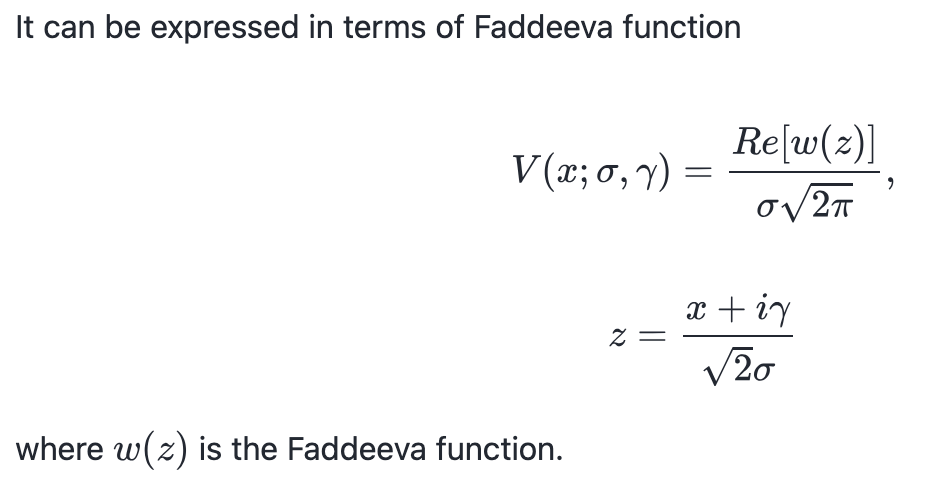 It can be expressed in terms of Faddeeva function
V(x; σ, γ) = Re[w(z)] / σ√2π ,
z = x + iγ / √2σ
where w(z) is the Faddeeva function.